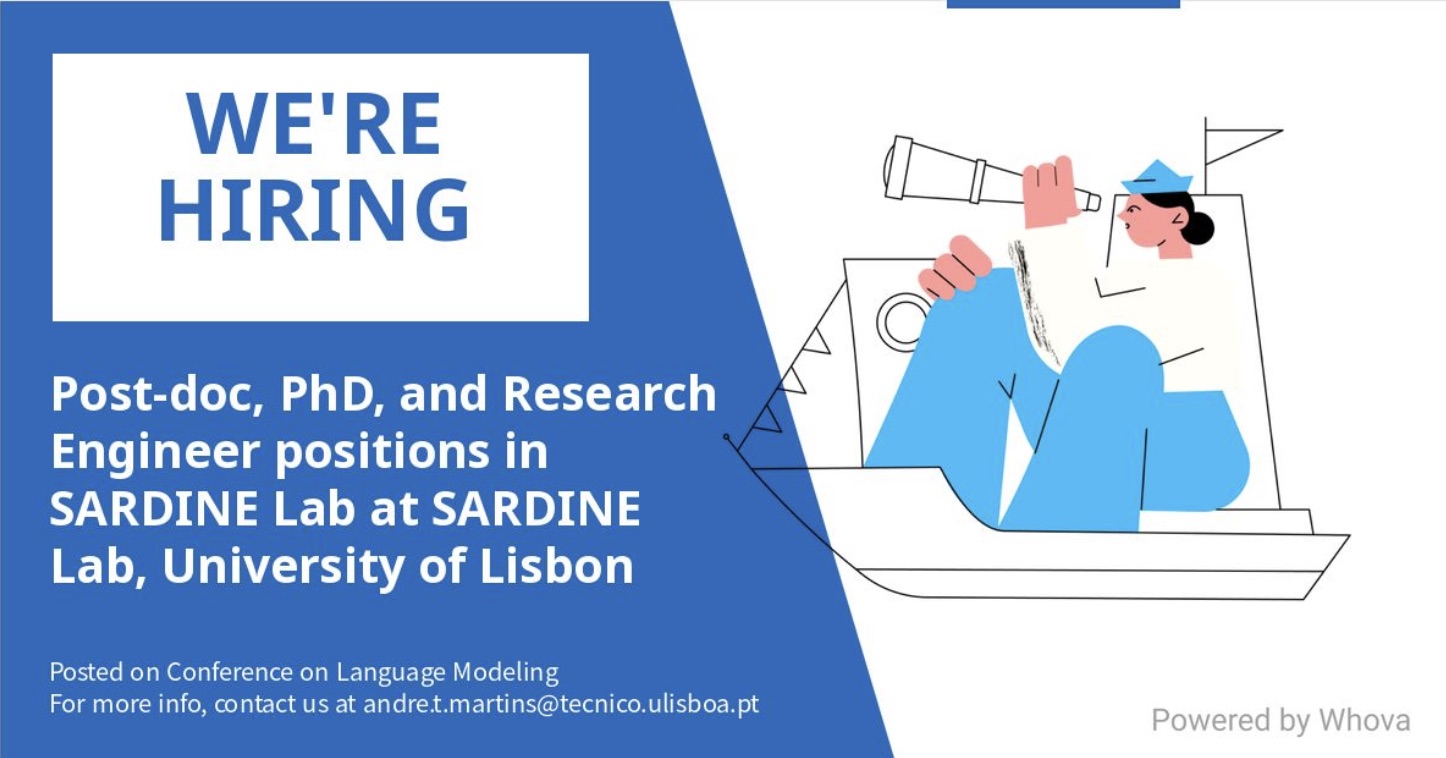 WE'RE
HIRING
Post-doc, PhD, and Research
Engineer positions in
SARDINE Lab at SARDINE
Lab, University of Lisbon
Posted on Conference on Language Modeling
For more info, contact us at andre.t.martins@tecnico.ulisboa.pt
Powered by Whova